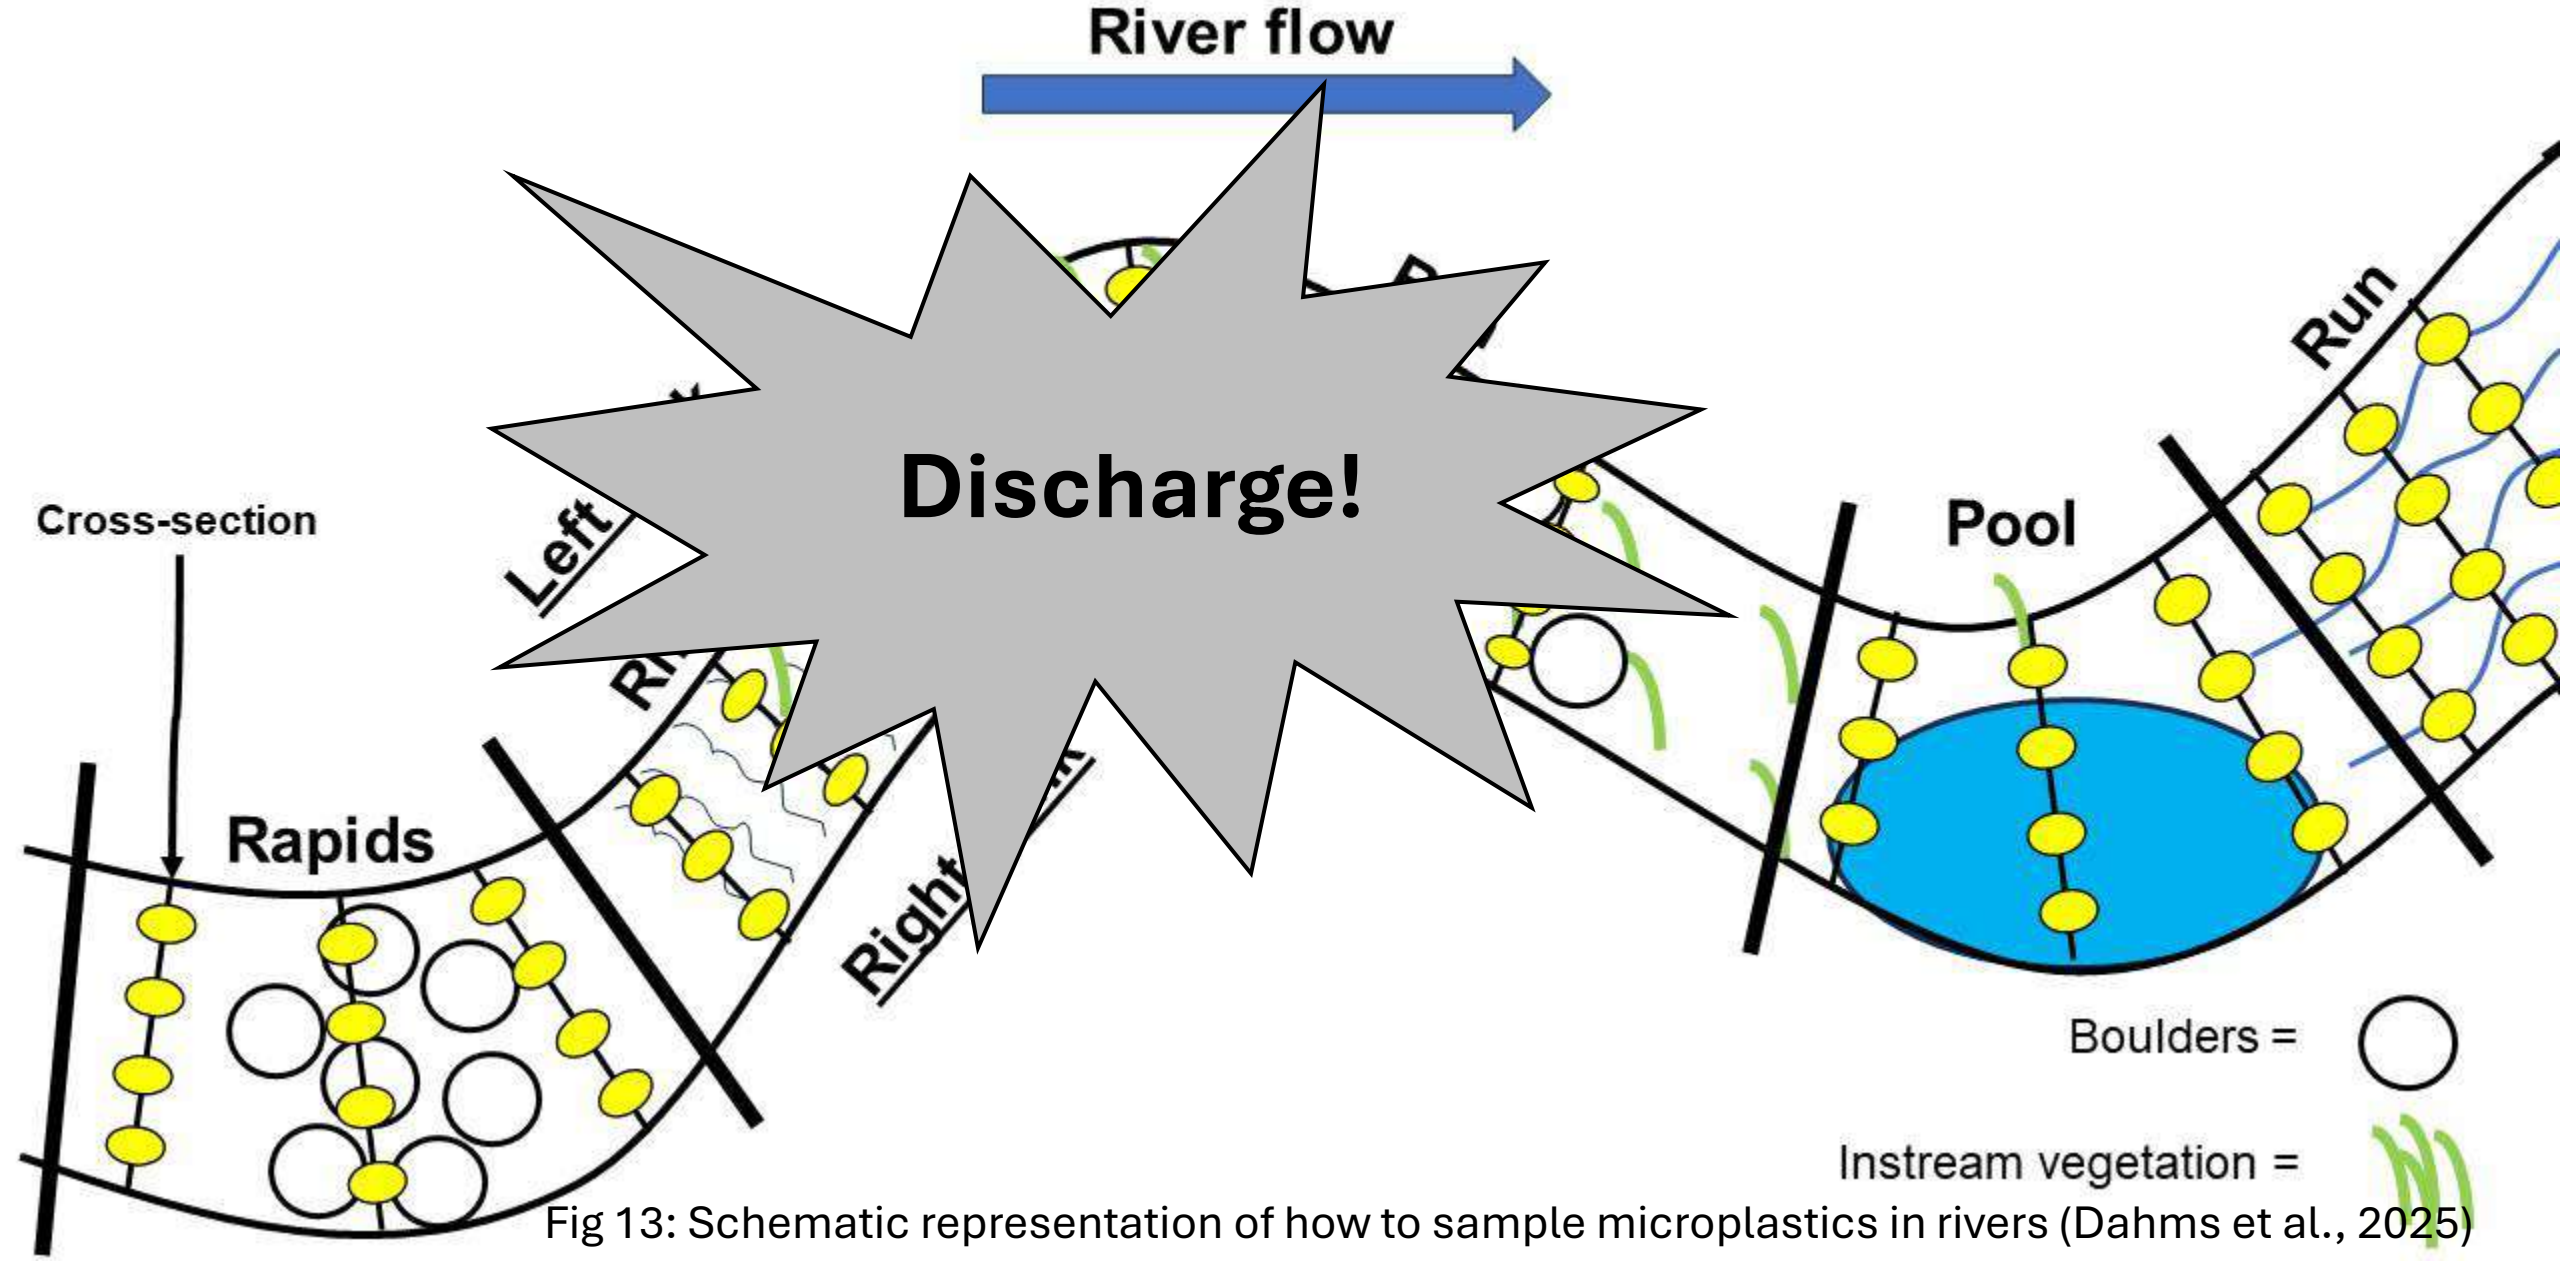 River flow
Discharge!
Run
Cross-section
Left
Pool
Rapids
Right
Boulders =
Instream vegetation =
Fig 13: Schematic representation of how to sample microplastics in rivers (Dahms et al., 2025)